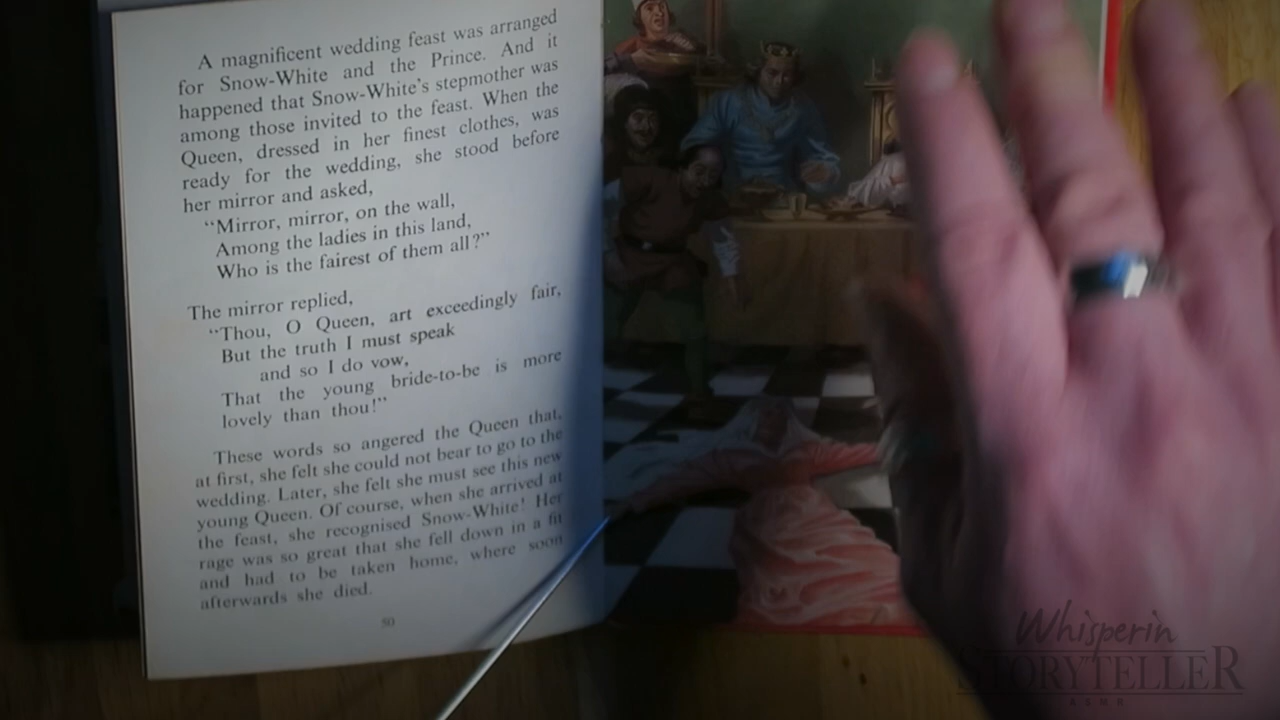 A magnificent wedding feast was arranged
for Snow-White and the Prince. And it
happened that Snow-White's stepmother was
among those invited to the feast. When the
Queen, dressed in her finest clothes, was
ready for the wedding, she stood before
her mirror and asked,
“Mirror, mirror, on the wall,
Among the ladies in this land,
Who is the fairest of them all?”
The mirror replied,
“Thou, O Queen, art exceedingly fair,
But the truth I must speak
and so I do vow,
That the young bride-to-be is more
lovely than thou!”
These words so angered the Queen that,
at first, she felt she could not bear to go to the
wedding. Later, she felt she must see this new
young Queen. Of course, when she arrived at
the feast, she recognised Snow-White! Her
rage was so great that she fell down in a fit
and had to be taken home, where soon
afterwards she died.
50
Whisperin
STORYTELLER
ASMR